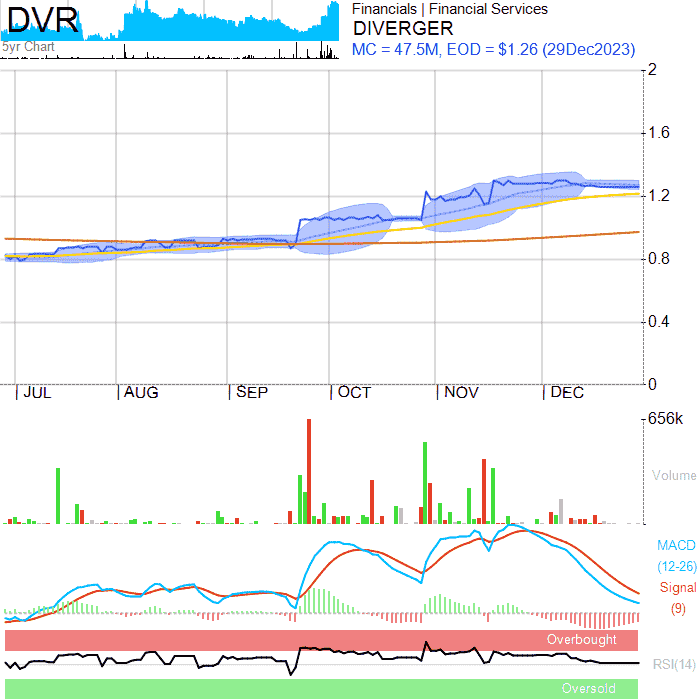 DVR
5yr Chart
Financials | Financial Services
DIVERGER
MC = 47.5M, EOD = $1.26 (29Dec2023)
2
1.6
1.2
0.8
0.4
0
JUL
AUG
SEP
OCT
NOV
DEC
656k
Volume
MACD
(12-26)
Signal
(9)
Overbought
RSI(14)
Oversold